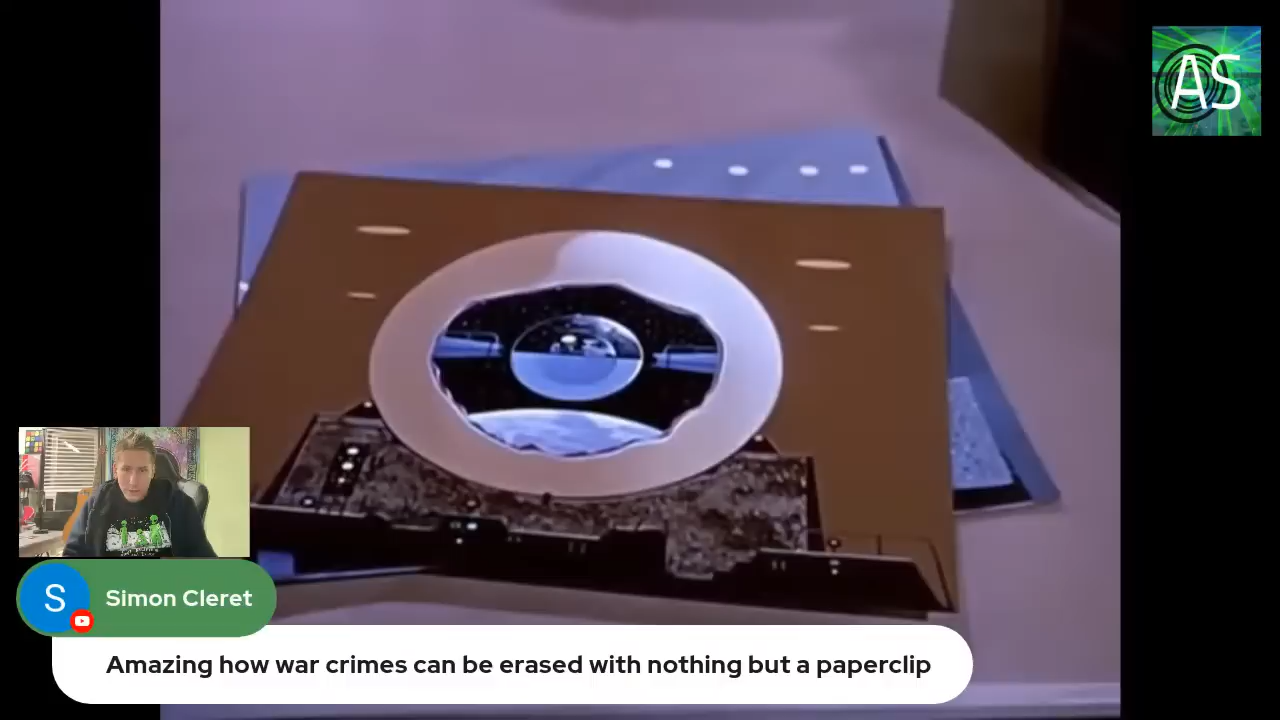 AS
Simon Cleret
S
Amazing how war crimes can be erased with nothing but a paperclip